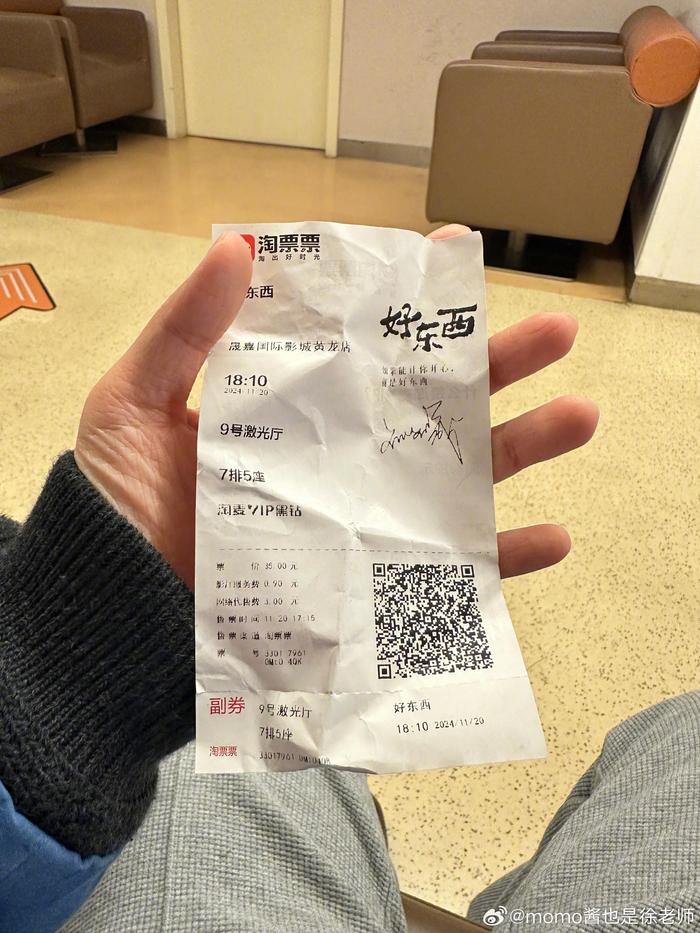 淘票票
淘出好时光
东西
晟嘉国际影城黄龙店
18:10
2024-11-20
9号激光厅
7排5座
淘麦VIP黑钻
好东西
能让你开心,
是好东西
票 价 35.00 元
影厅服务费 0.90 元
网络代售费 3.00 元
售票时间 11-20 17:15
售票渠道 淘票票
票 号 33017961
副券
9号激光厅
7排5座
淘票票
33017961
好东西
18:10 2024/11/20
@momo酱也是徐老师